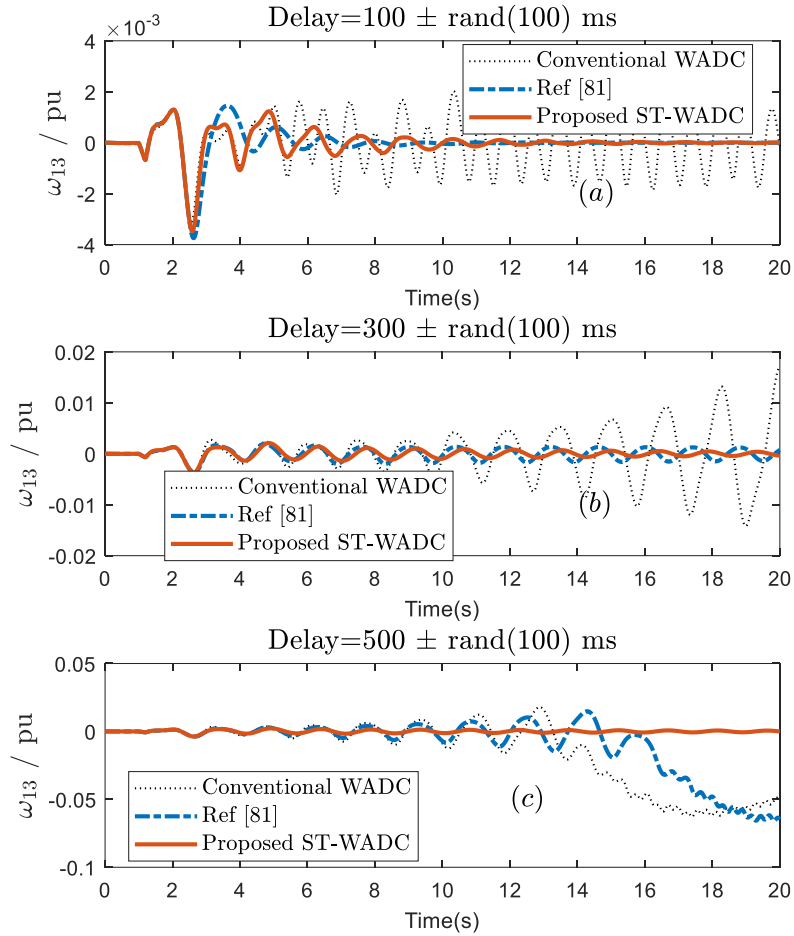 Delay=100 ± rand(100) ms
×10⁻³
4
2
0
-2
-4
ω₁₃ / pu
Conventional WADC
Ref [81]
Proposed ST-WADC
(a)
0 2 4 6 8 10 12 14 16 18 20
Time(s)
Delay=300 ± rand(100) ms
0.02
0.01
0
-0.01
-0.02
ω₁₃ / pu
Conventional WADC
Ref [81]
Proposed ST-WADC
(b)
0 2 4 6 8 10 12 14 16 18 20
Time(s)
Delay=500 ± rand(100) ms
0.05
0
-0.05
-0.1
ω₁₃ / pu
Conventional WADC
Ref [81]
Proposed ST-WADC
(c)
0 2 4 6 8 10 12 14 16 18 20
Time(s)